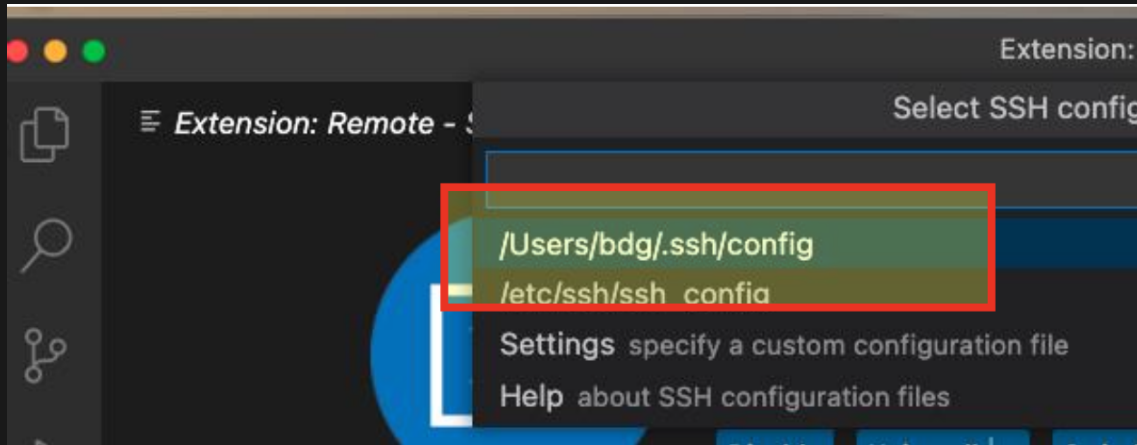 Extension:
Select SSH config
Extension: Remote -
/Users/bdg/.ssh/config
/etc/ssh/ssh_config
Settings specify a custom configuration file
Help about SSH configuration files